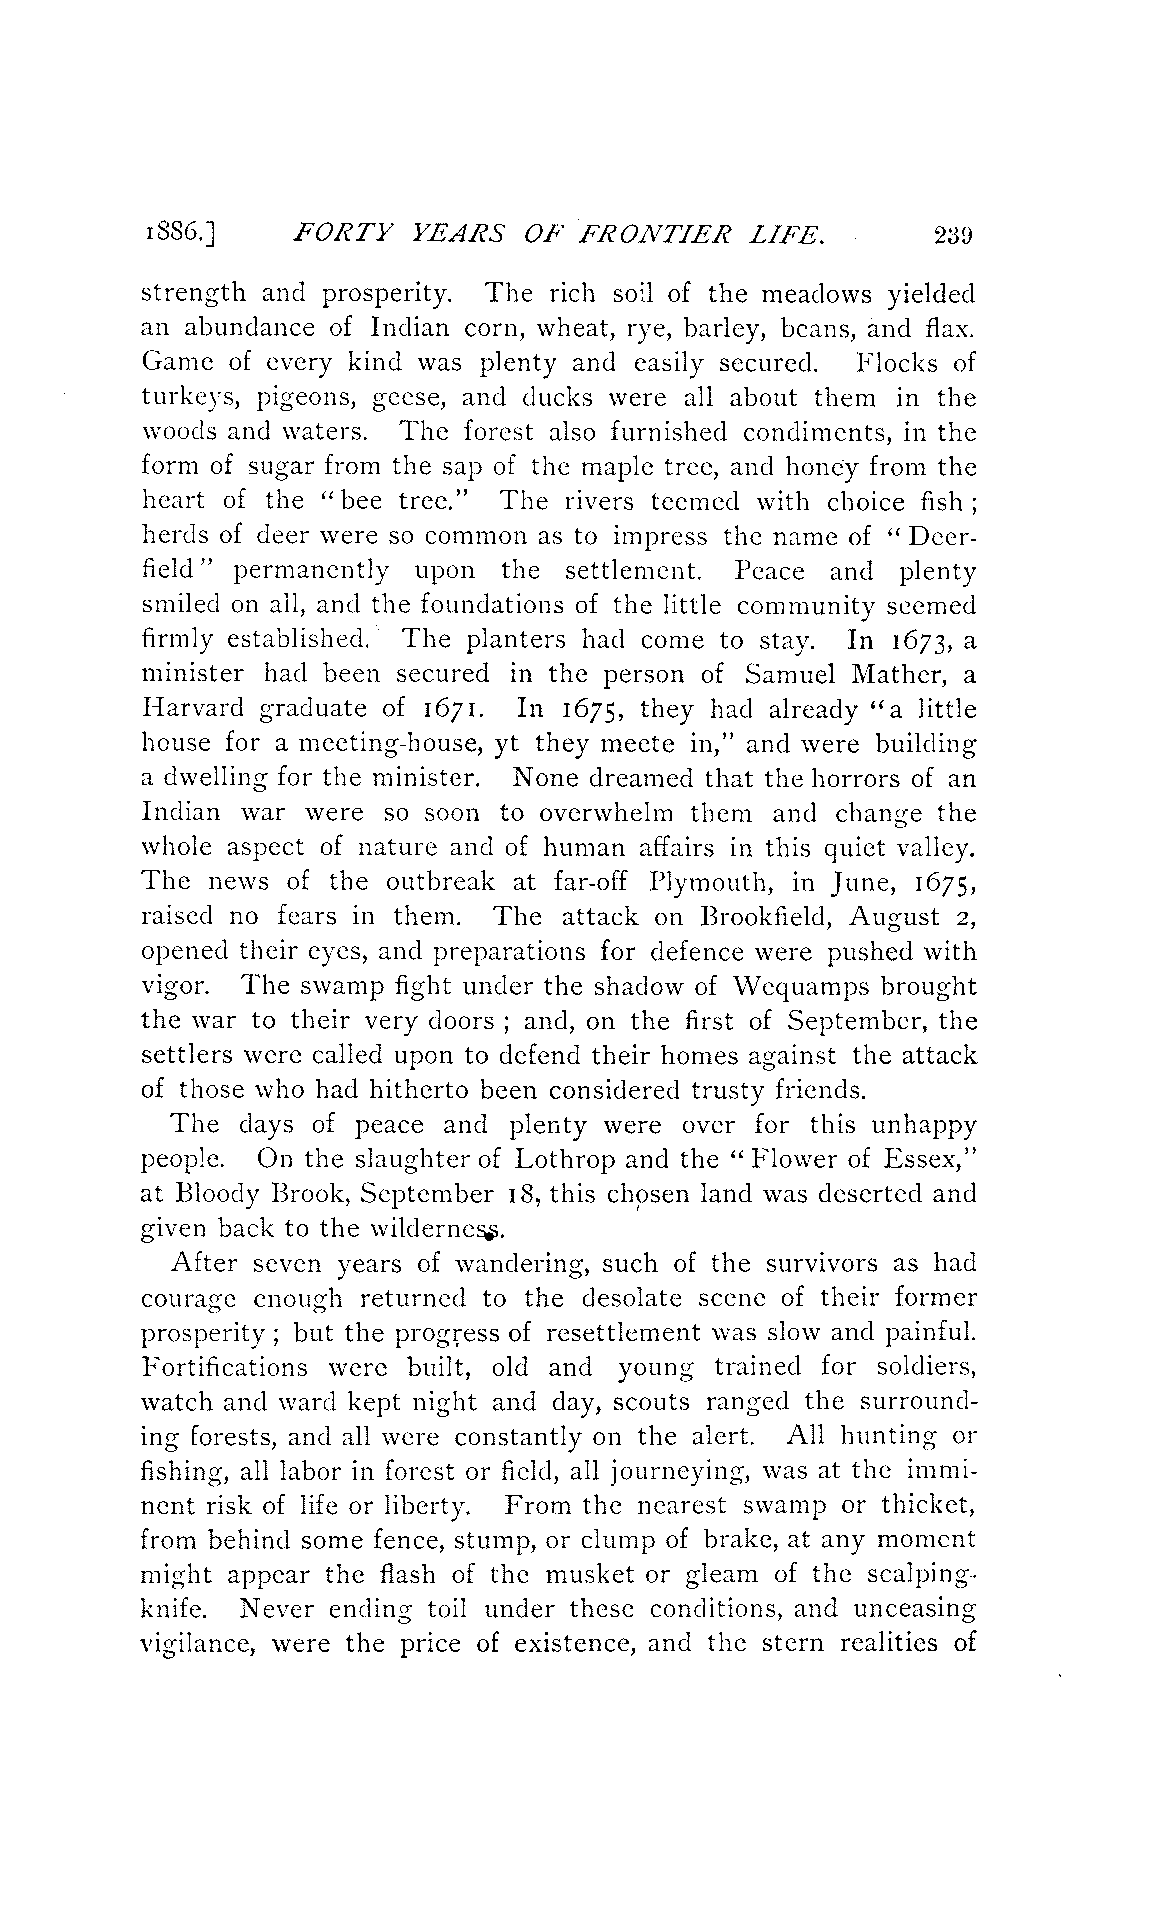 1886.] FORTY YEARS OF FRONTIER LIFE. 239
strength and prosperity. The rich soil of the meadows yielded
an abundance of Indian corn, wheat, rye, barley, beans, and flax.
Game of every kind was plenty and easily secured. Flocks of
turkeys, pigeons, geese, and ducks were all about them in the
woods and waters. The forest also furnished condiments, in the
form of sugar from the sap of the maple tree, and honey from the
heart of the "bee tree." The rivers teemed with choice fish;
herds of deer were so common as to impress the name of "Deer-
field" permanently upon the settlement. Peace and plenty
smiled on all, and the foundations of the little community seemed
firmly established. The planters had come to stay. In 1673, a
minister had been secured in the person of Samuel Mather, a
Harvard graduate of 1671. In 1675, they had already "a little
house for a meeting-house, yt they meete in," and were building
a dwelling for the minister. None dreamed that the horrors of an
Indian war were so soon to overwhelm them and change the
whole aspect of nature and of human affairs in this quiet valley.
The news of the outbreak at far-off Plymouth, in June, 1675,
raised no fears in them. The attack on Brookfield, August 2,
opened their eyes, and preparations for defence were pushed with
vigor. The swamp fight under the shadow of Wequamps brought
the war to their very doors; and, on the first of September, the
settlers were called upon to defend their homes against the attack
of those who had hitherto been considered trusty friends.
The days of peace and plenty were over for this unhappy
people. On the slaughter of Lothrop and the "Flower of Essex,"
at Bloody Brook, September 18, this chosen land was deserted and
given back to the wilderness.
After seven years of wandering, such of the survivors as had
courage enough returned to the desolate scene of their former
prosperity; but the progress of resettlement was slow and painful.
Fortifications were built, old and young trained for soldiers,
watch and ward kept night and day, scouts ranged the surround-
ing forests, and all were constantly on the alert. All hunting or
fishing, all labor in forest or field, all journeying, was at the immi-
nent risk of life or liberty. From the nearest swamp or thicket,
from behind some fence, stump, or clump of brake, at any moment
might appear the flash of the musket or gleam of the scalping-
knife. Never ending toil under these conditions, and unceasing
vigilance, were the price of existence, and the stern realities of